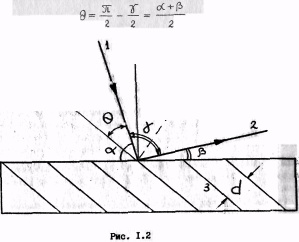 θ = π/2 - γ/2 = (α+β)/2
1
θ
γ
2
α
β
3
d
Рис. I.2